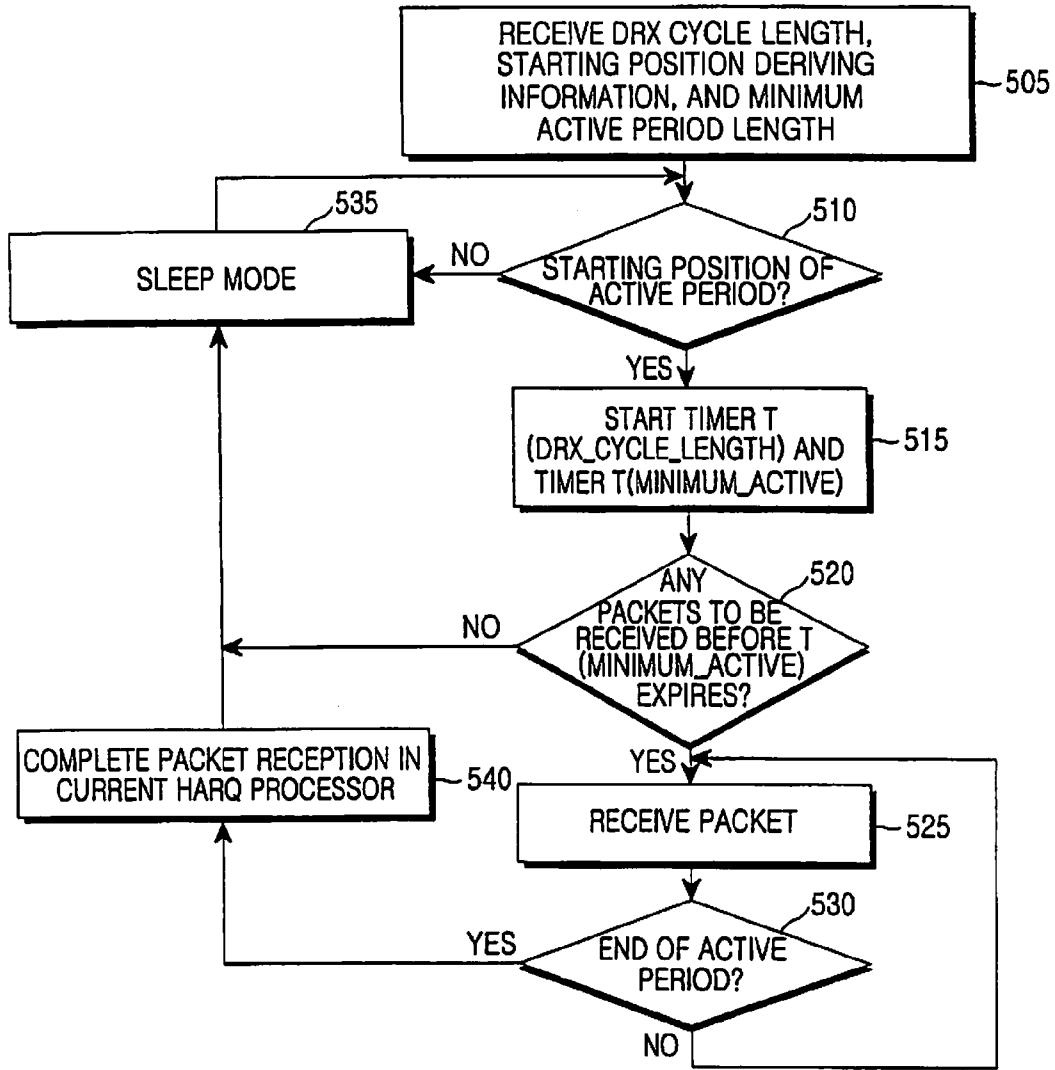 RECEIVE DRX CYCLE LENGTH,
STARTING POSITION DERIVING
INFORMATION, AND MINIMUM
ACTIVE PERIOD LENGTH
505
535
SLEEP MODE
NO
510
STARTING POSITION OF
ACTIVE PERIOD?
YES
START TIMER T
(DRX_CYCLE_LENGTH) AND
TIMER T(MINIMUM_ACTIVE)
515
520
ANY
PACKETS TO BE
RECEIVED BEFORE T
(MINIMUM_ACTIVE)
EXPIRES?
NO
YES
COMPLETE PACKET RECEPTION IN
CURRENT HARQ PROCESSOR
540
RECEIVE PACKET
525
530
YES
END OF ACTIVE
PERIOD?
NO